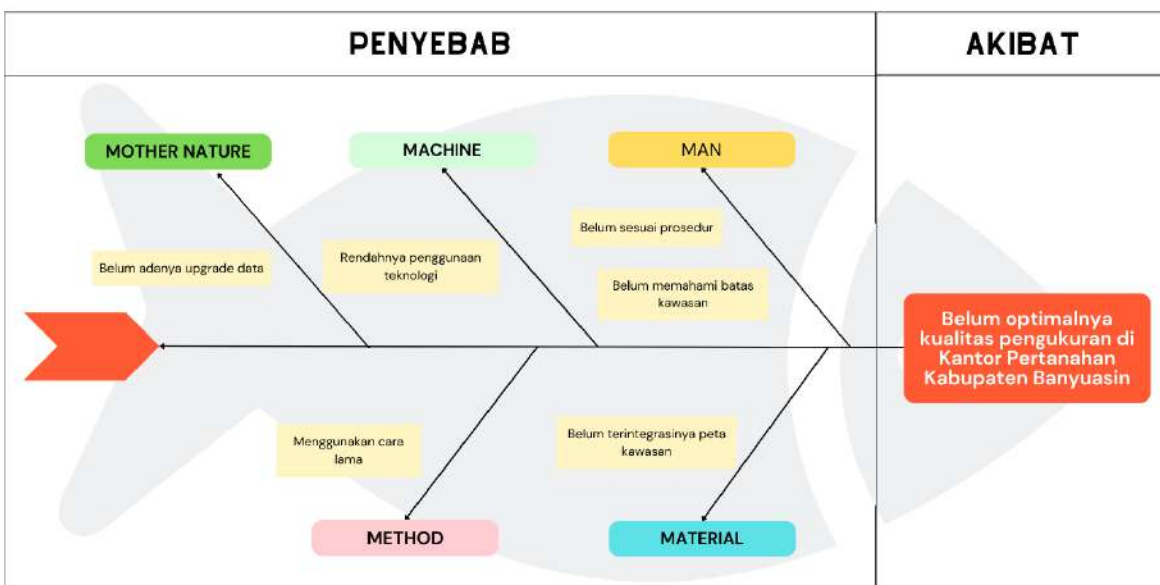 PENYEBAB
AKIBAT
MOTHER NATURE
MACHINE
MAN
Belum sesuai prosedur
Belum adanya upgrade data
Rendahnya penggunaan
teknologi
Belum memahami batas
kawasan
Belum optimalnya
kualitas pengukuran di
Kantor Pertanahan
Kabupaten Banyuasin
Menggunakan cara
lama
Belum terintegrasinya peta
kawasan
METHOD
MATERIAL